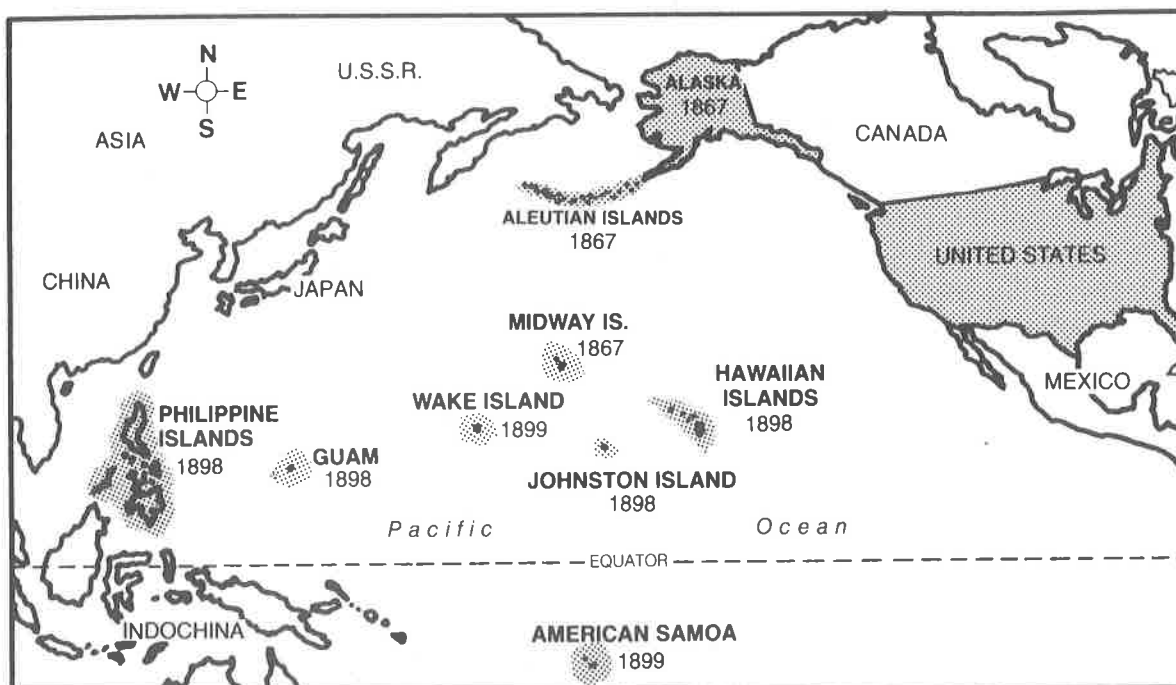 N
W E
S
U.S.S.R.
ASIA
ALASKA
1867
CANADA
ALEUTIAN ISLANDS
1867
UNITED STATES
CHINA
JAPAN
MIDWAY IS.
1867
MEXICO
HAWAIIAN
ISLANDS
1898
WAKE ISLAND
1899
PHILIPPINE
ISLANDS
1898
GUAM
1898
JOHNSTON ISLAND
1898
Pacific Ocean
EQUATOR
INDOCHINA
AMERICAN SAMOA
1899